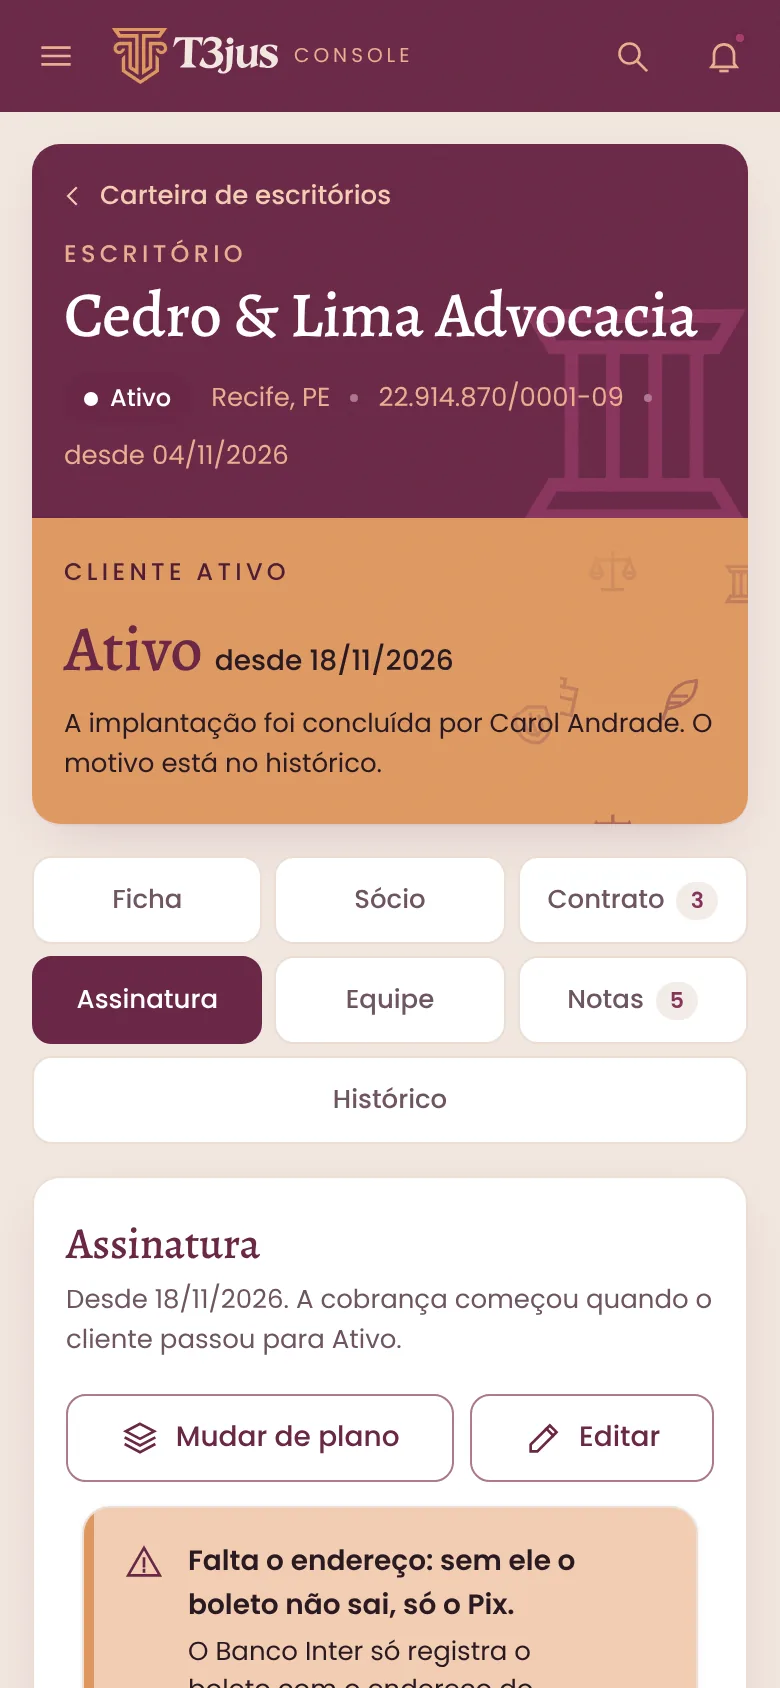 T3jus CONSOLE
Carteira de escritórios
ESCRITÓRIO
Cedro & Lima Advocacia
Ativo Recife, PE • 22.914.870/0001-09 •
desde 04/11/2026
CLIENTE ATIVO
Ativo desde 18/11/2026
A implantação foi concluída por Carol Andrade. O
motivo está no histórico.
Ficha
Sócio
Contrato 3
Assinatura
Equipe
Notas 5
Histórico
Assinatura
Desde 18/11/2026. A cobrança começou quando o
cliente passou para Ativo.
Mudar de plano
Editar
Falta o endereço: sem ele o
boleto não sai, só o Pix.
O Banco Inter só registra o
boleto com o endereço do